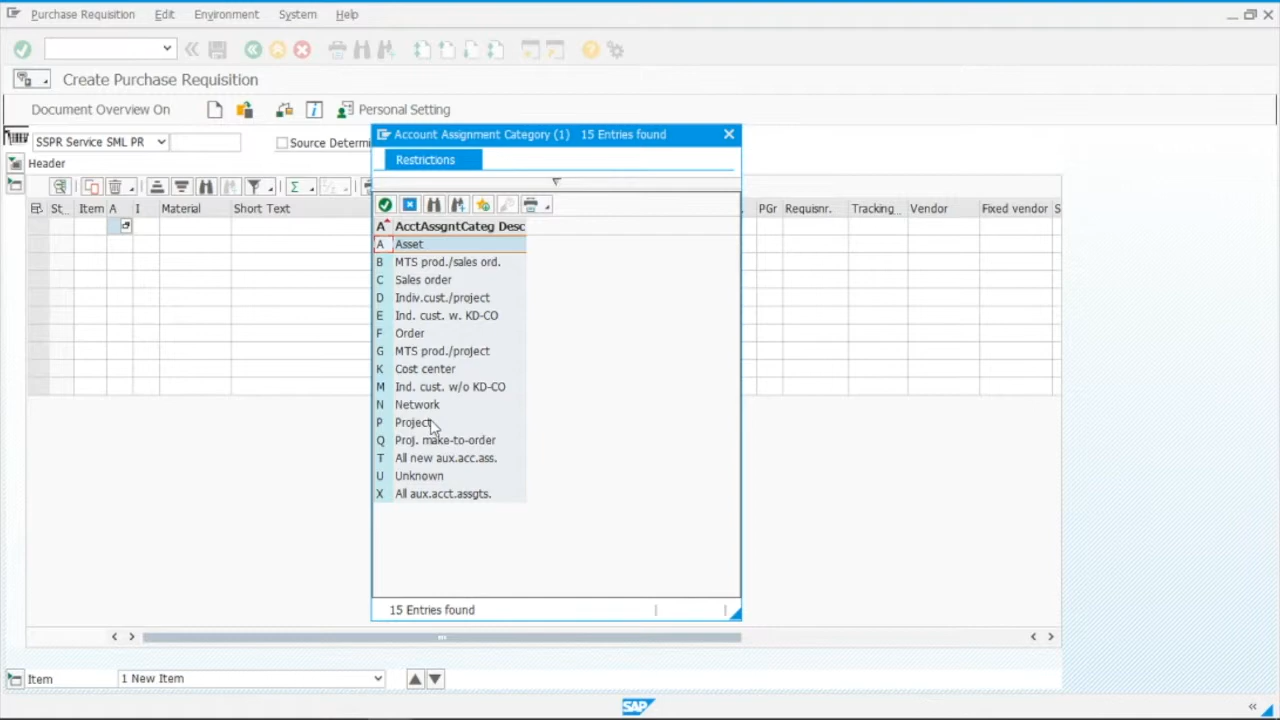 Purchase Requisition Edit Environment System Help
Create Purchase Requisition
Document Overview On Personal Setting
SSPR Service SML PR Source Determi
Account Assignment Category (1) 15 Entries found
Restrictions
Header
St... Item A I Material Short Text PGr Requisnr. Tracking... Vendor Fixed vendor S
A AcctAssgntCateg Desc
A Asset
B MTS prod./sales ord.
C Sales order
D Indiv.cust./project
E Ind. cust. w. KD-CO
F Order
G MTS prod./project
K Cost center
M Ind. cust. w/o KD-CO
N Network
P Project
Q Proj. make-to-order
T All new aux.acc.ass.
U Unknown
X All aux.acct.assgts.
15 Entries found
Item 1 New Item
SAP